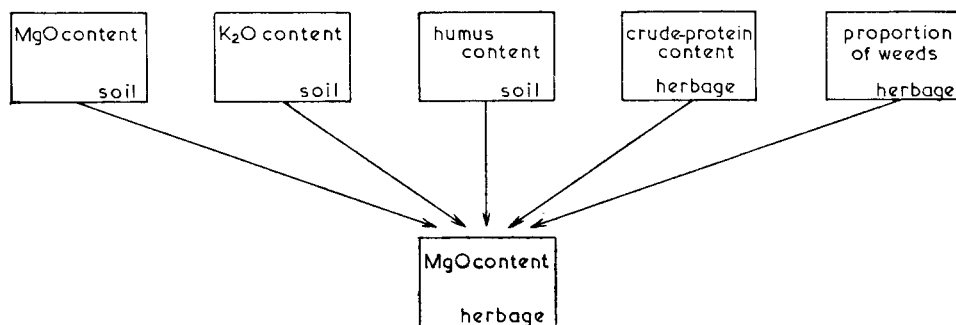 MgO content
soil
K₂O content
soil
humus
content
soil
crude-protein
content
herbage
proportion
of weeds
herbage
MgO content
herbage